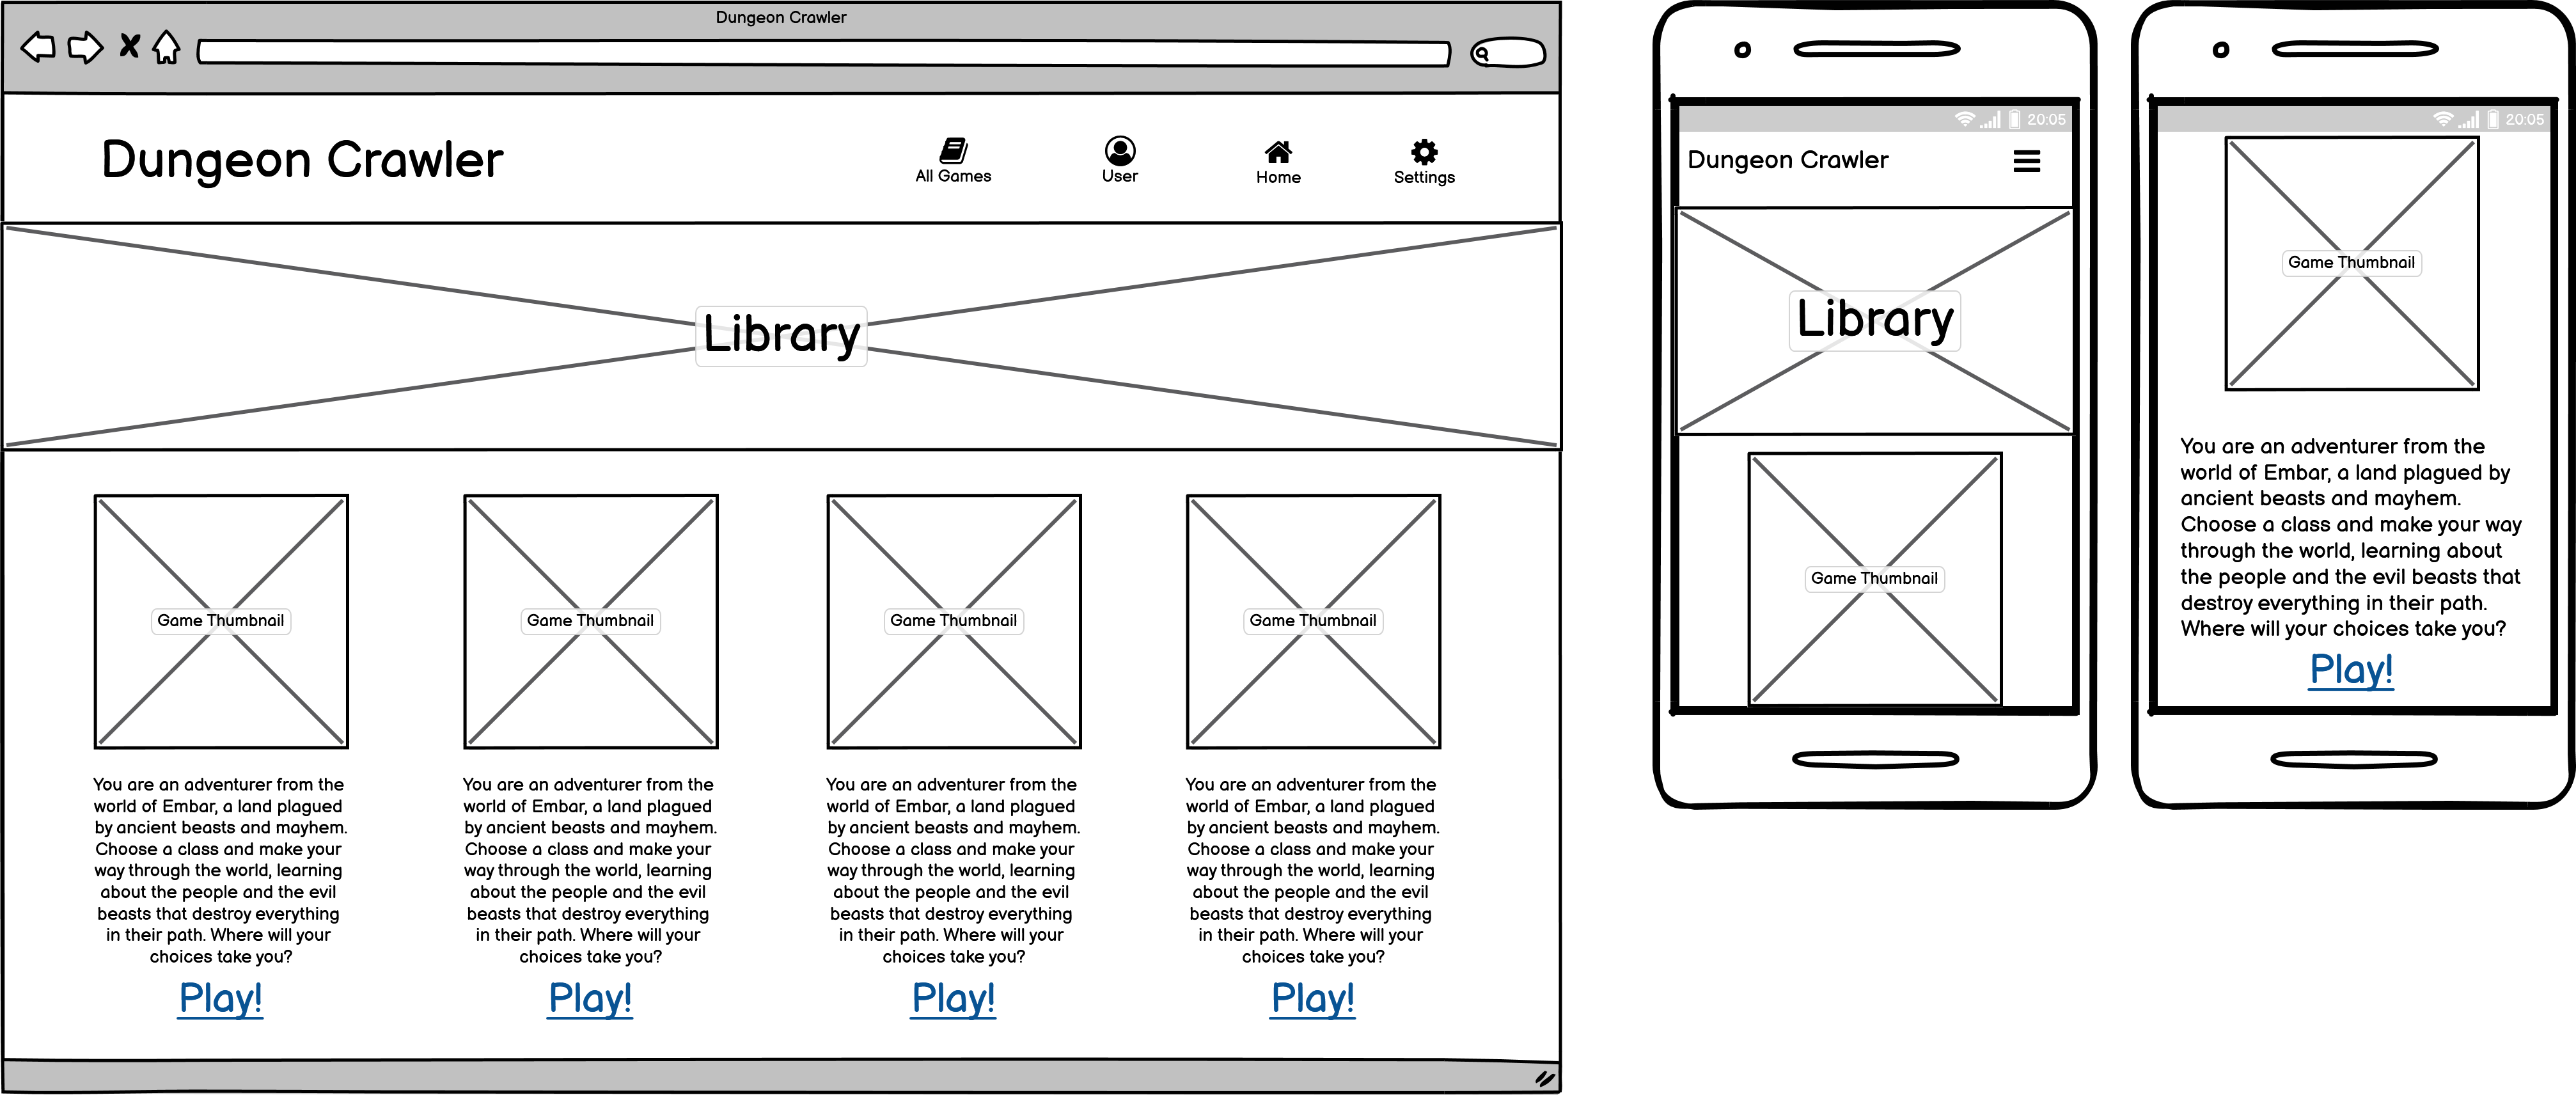 Dungeon Crawler
Dungeon Crawler
All Games
User
Home
Settings
Library
Game Thumbnail
Game Thumbnail
Game Thumbnail
Game Thumbnail
You are an adventurer from the
world of Embar, a land plagued
by ancient beasts and mayhem.
Choose a class and make your
way through the world, learning
about the people and the evil
beasts that destroy everything
in their path. Where will your
choices take you?
Play!
You are an adventurer from the
world of Embar, a land plagued
by ancient beasts and mayhem.
Choose a class and make your
way through the world, learning
about the people and the evil
beasts that destroy everything
in their path. Where will your
choices take you?
Play!
You are an adventurer from the
world of Embar, a land plagued
by ancient beasts and mayhem.
Choose a class and make your
way through the world, learning
about the people and the evil
beasts that destroy everything
in their path. Where will your
choices take you?
Play!
You are an adventurer from the
world of Embar, a land plagued
by ancient beasts and mayhem.
Choose a class and make your
way through the world, learning
about the people and the evil
beasts that destroy everything
in their path. Where will your
choices take you?
Play!
20:05
Dungeon Crawler
Library
Game Thumbnail
20:05
Game Thumbnail
You are an adventurer from the
world of Embar, a land plagued by
ancient beasts and mayhem.
Choose a class and make your way
through the world, learning about
the people and the evil beasts that
destroy everything in their path.
Where will your choices take you?
Play!